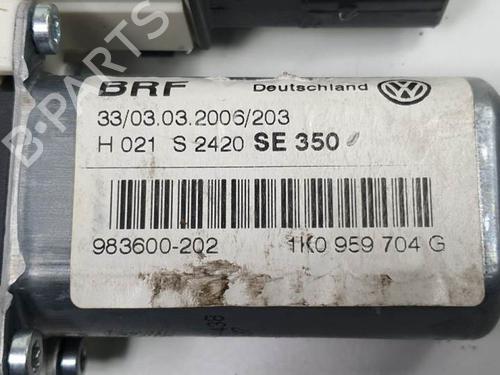 BRF Deutschland
33/03.03.2006/203
H 021 S 2420 SE 350
983600-202 1K0 959 704 G
B-PARTS